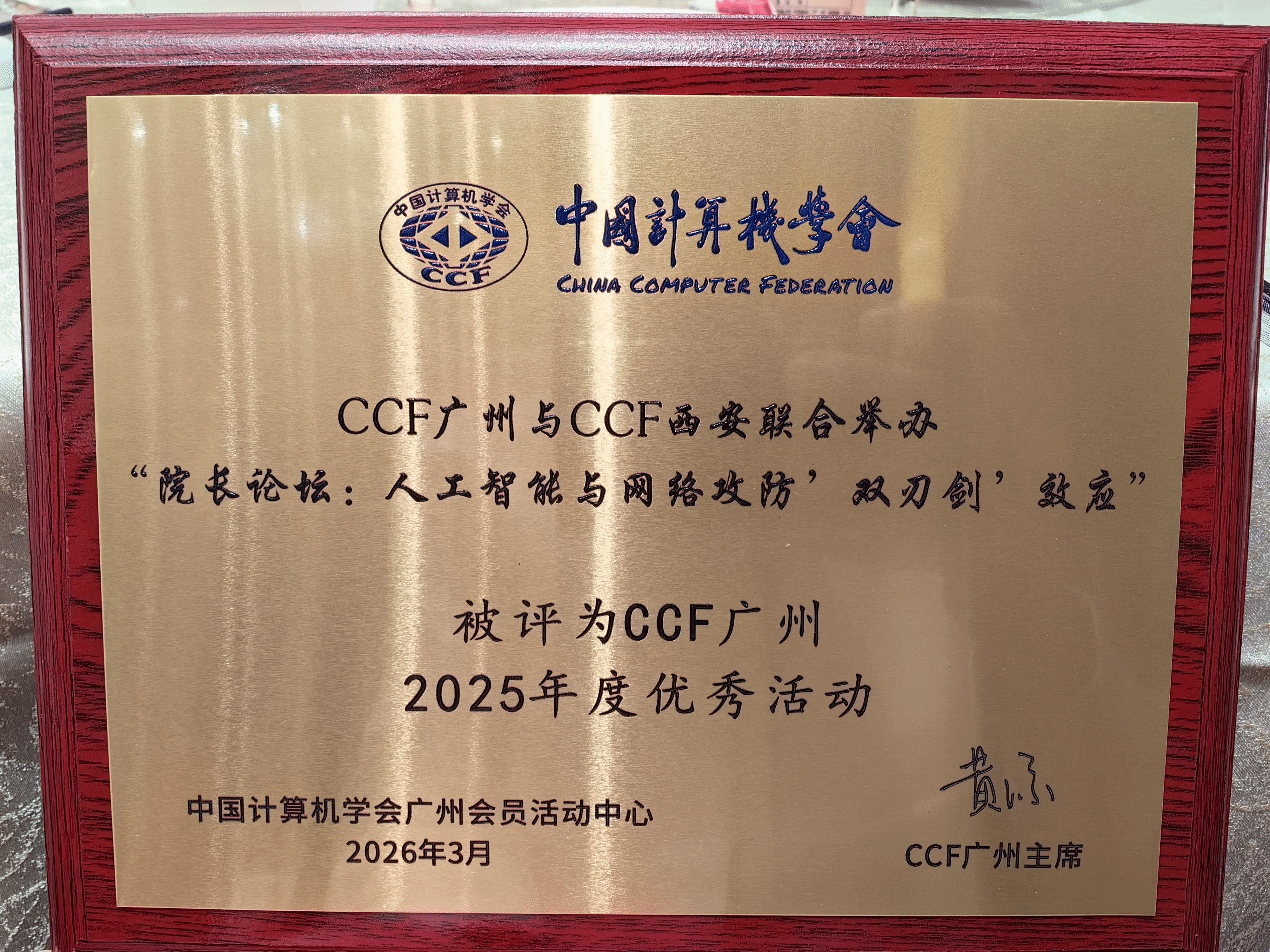 中国计算机学会
CCF
中國計算機學會
CHINA COMPUTER FEDERATION
CCF广州与CCF西安联合举办
“院长论坛：人工智能与网络攻防’双刃剑’效应”
被评为CCF广州
2025年度优秀活动
中国计算机学会广州会员活动中心
2026年3月
CCF广州主席